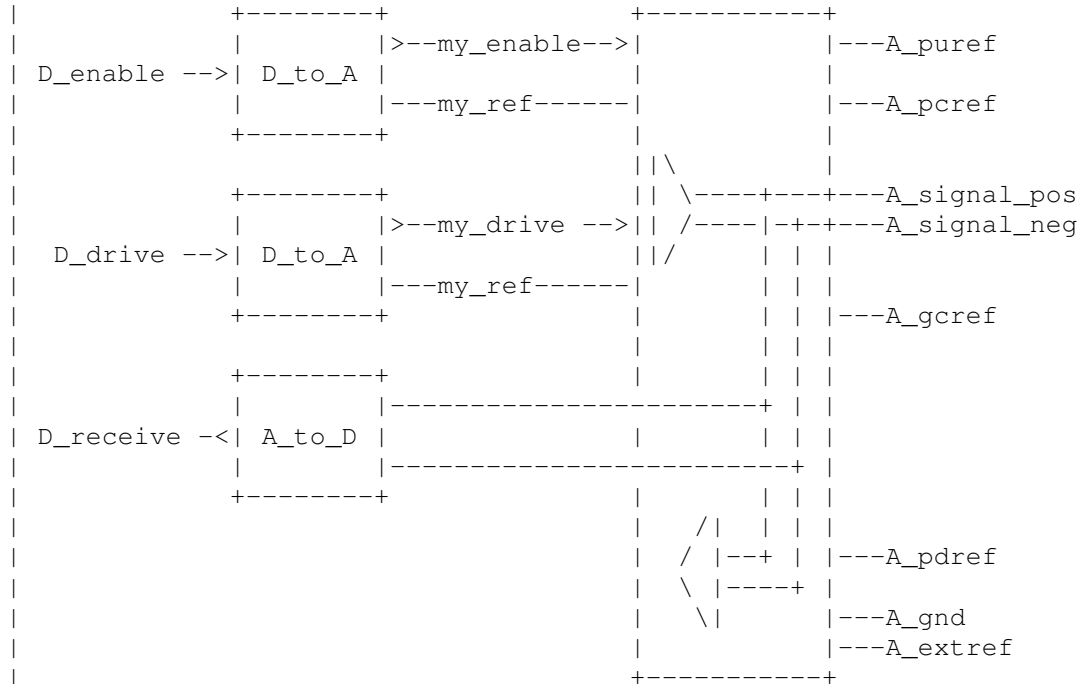 |              +--------+               +-----------+
|              |        |>--my_enable-->|           |---A_puref
| D_enable -->| D_to_A |               |           |
|              |        |---my_ref------|           |---A_pcref
|              +--------+               |           |
|                                       ||\         |
|              +--------+               || \----+---+---A_signal_pos
|              |        |>--my_drive -->|| /----|-+-+---A_signal_neg
|  D_drive -->| D_to_A |               ||/     | | |
|              |        |---my_ref------|       | | |
|              +--------+               |       | | |---A_gcref
|                                       |       | | |
|              +--------+               |       | | |
|              |        |-----------------------+ | |
| D_receive -<| A_to_D |               |       | | |
|              |        |-------------------------+ |
|              +--------+               |       | | |
|                                       |   /|  | | |
|                                       |  / |--+ | |---A_pdref
|                                       |  \ |----+ |
|                                       |   \|      |---A_gnd
|                                       |           |---A_extref
|                                       +-----------+